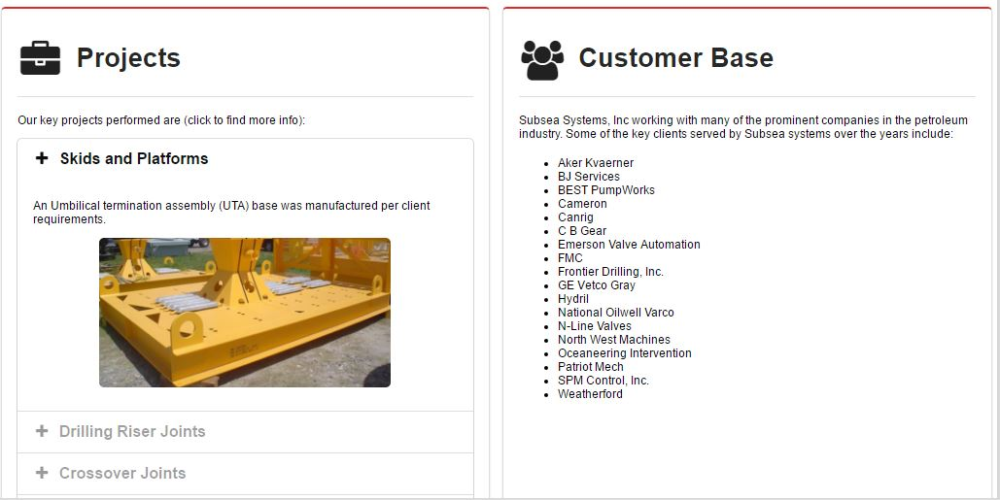 Projects
Our key projects performed are (click to find more info):
Skids and Platforms
An Umbilical termination assembly (UTA) base was manufactured per client
requirements.
Drilling Riser Joints
Crossover Joints
Customer Base
Subsea Systems, Inc working with many of the prominent companies in the petroleum
industry. Some of the key clients served by Subsea systems over the years include:
Aker Kvaerner
BJ Services
BEST PumpWorks
Cameron
Canrig
C B Gear
Emerson Valve Automation
FMC
Frontier Drilling, Inc.
GE Vetco Gray
Hydril
National Oilwell Varco
N-Line Valves
North West Machines
Oceaneering Intervention
Patriot Mech
SPM Control, Inc.
Weatherford